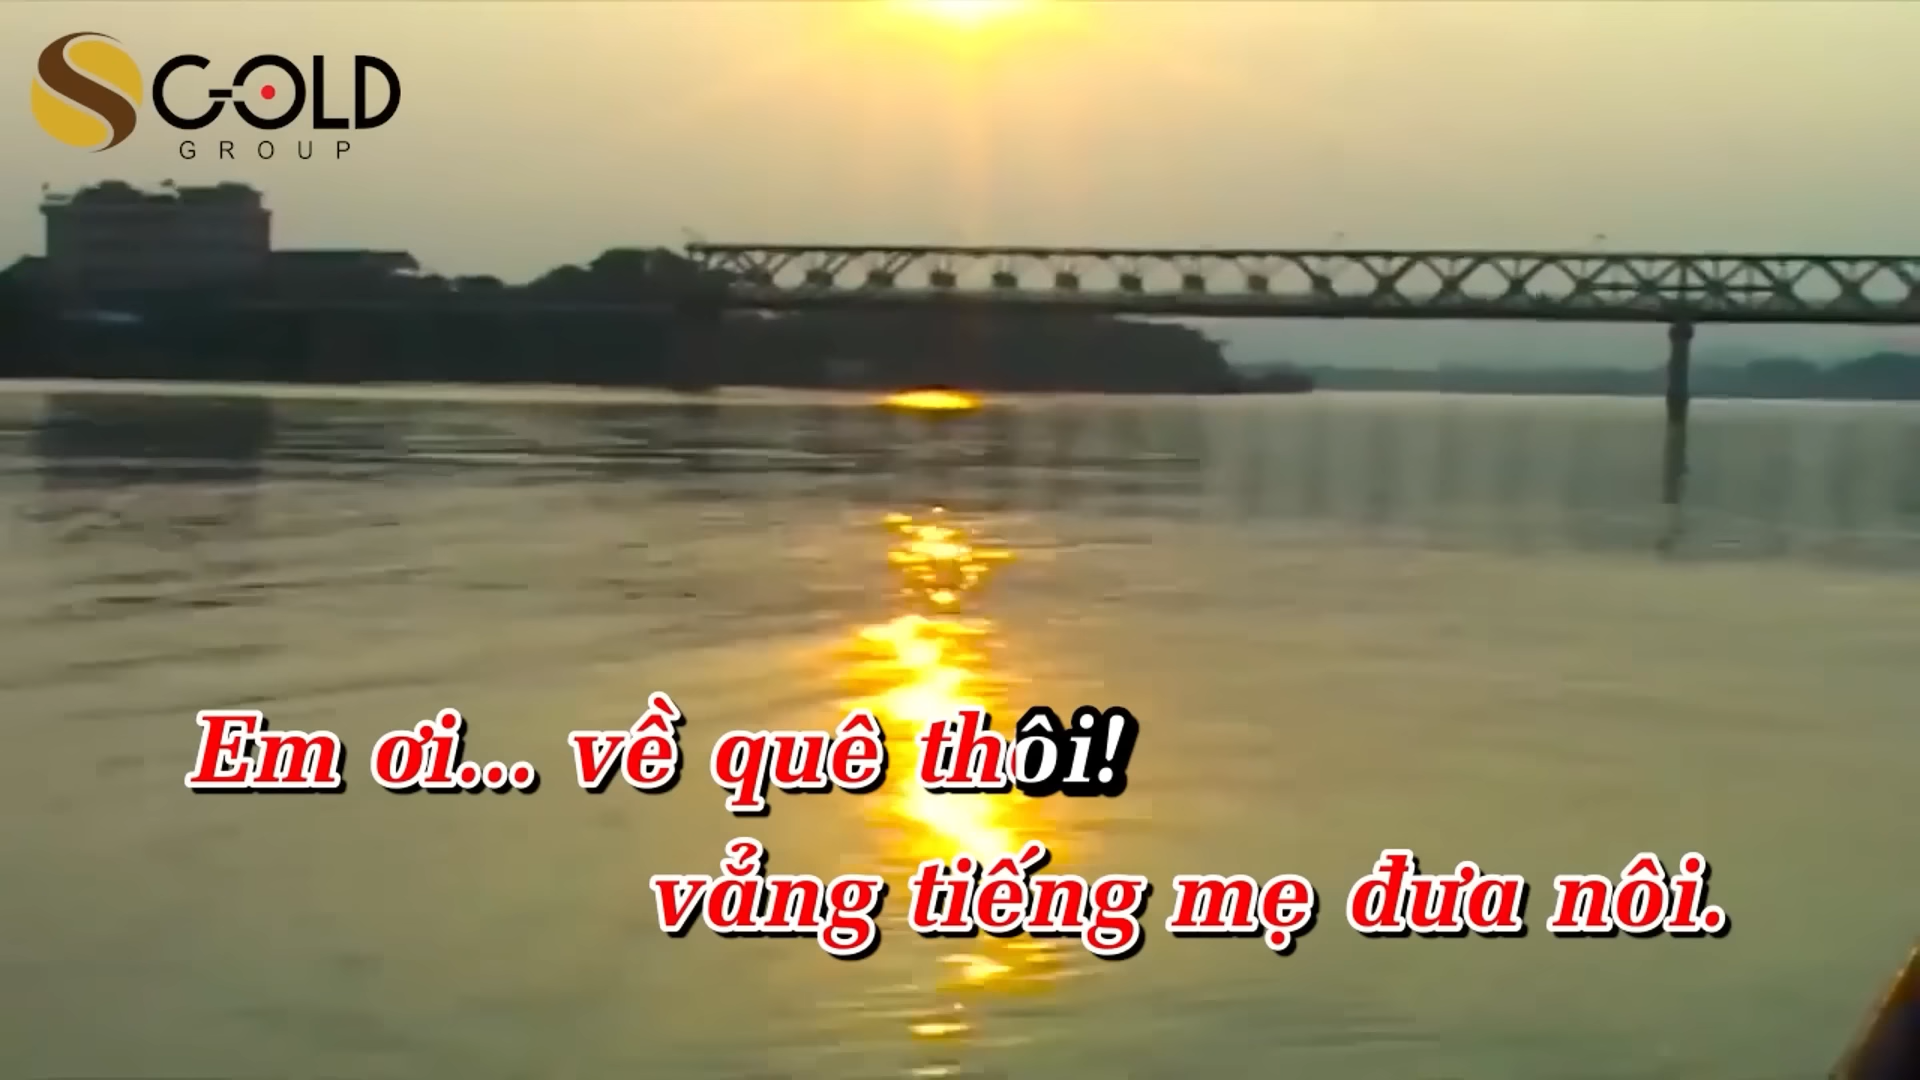 S GOLD
GROUP
Em ơi... về quê thôi!
vẳng tiếng mẹ đưa nôi.